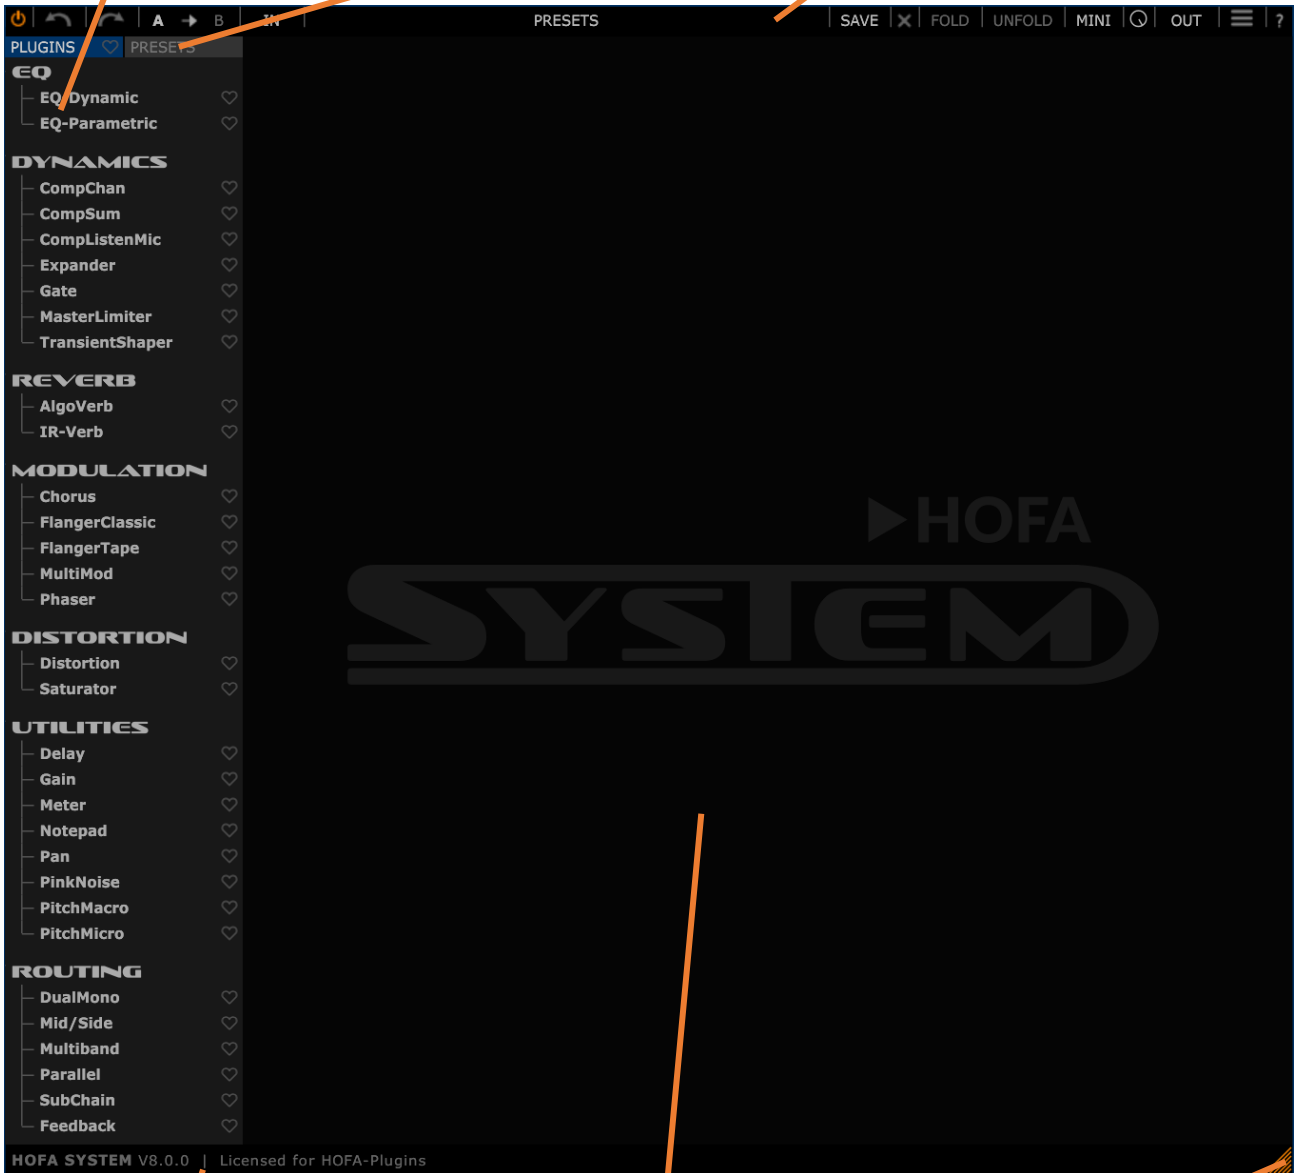 A B IN PRESETS SAVE FOLD UNFOLD MINI OUT ?
PLUGINS PRESETS
EQ
EQ-Dynamic
EQ-Parametric
DYNAMICS
CompChan
CompSum
CompListenMic
Expander
Gate
MasterLimiter
TransientShaper
REVERB
AlgoVerb
IR-Verb
MODULATION
Chorus
FlangerClassic
FlangerTape
MultiMod
Phaser
DISTORTION
Distortion
Saturator
UTILITIES
Delay
Gain
Meter
Notepad
Pan
PinkNoise
PitchMacro
PitchMicro
ROUTING
DualMono
Mid/Side
Multiband
Parallel
SubChain
Feedback
HOFA
SYSTEM
HOFA SYSTEM V8.0.0 | Licensed for HOFA-Plugins